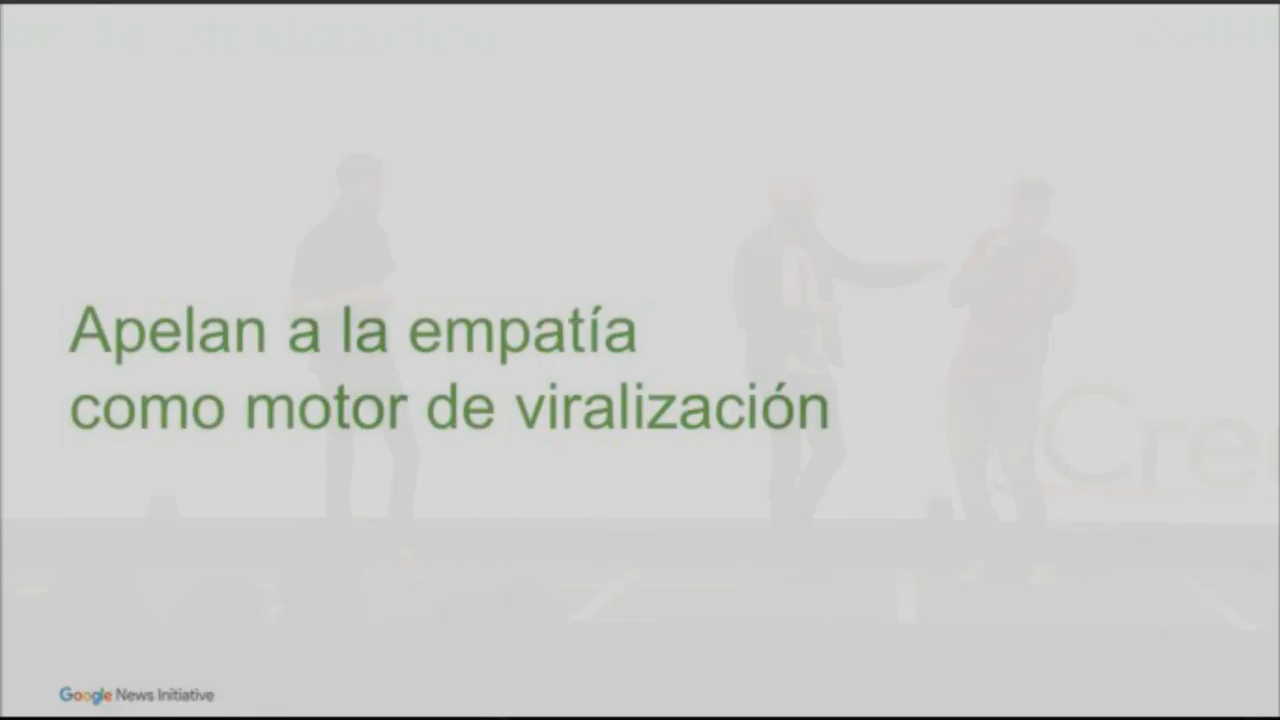 Apelan a la empatía
como motor de viralización
Google News Initiative